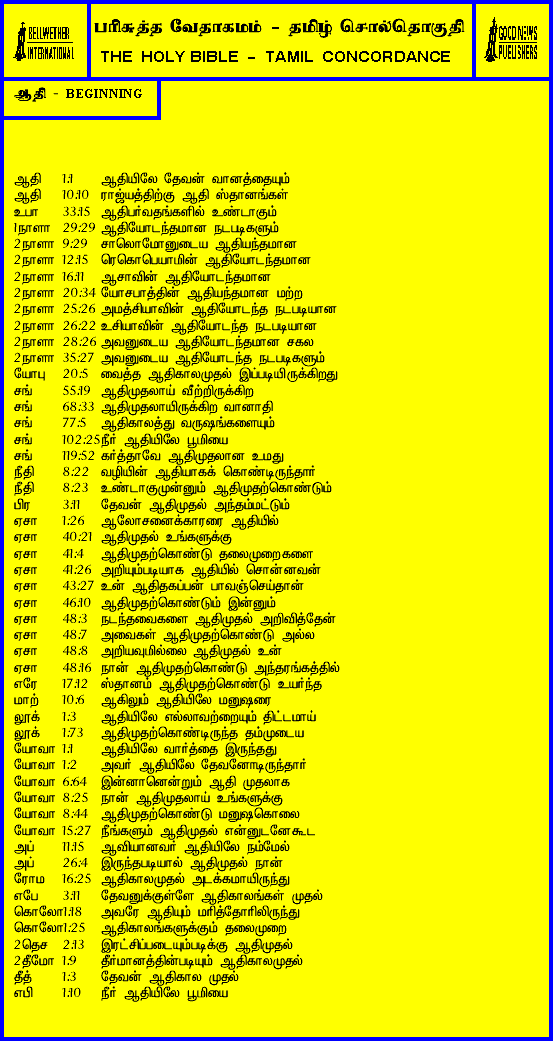 BELLWETHER
INTERNATIONAL
பரிசுத்த வேதாகமம் - தமிழ் சொல்தொகுதி
THE HOLY BIBLE - TAMIL CONCORDANCE
GOOD NEWS
PUBLISHERS
ஆதி - BEGINNING
ஆதி 1:1 ஆதியிலே தேவன் வானத்தையும்
ஆதி 10:10 ராஜ்யத்திற்கு ஆதி ஸ்தானங்கள்
உபா 33:15 ஆதிபர்வதங்களில் உண்டாகும்
1நாளா 29:29 ஆதியோடந்தமான நடபடிகளும்
2நாளா 9:29 சாலொமோனுடைய ஆதியந்தமான
2நாளா 12:15 ரெகொபெயாமின் ஆதியோடந்தமான
2நாளா 16:11 ஆசாவின் ஆதியோடந்தமான
2நாளா 20:34 யோசபாத்தின் ஆதியந்தமான மற்ற
2நாளா 25:26 அமத்சியாவின் ஆதியோடந்த நடபடியான
2நாளா 26:22 உசியாவின் ஆதியோடந்த நடபடியான
2நாளா 28:26 அவனுடைய ஆதியோடந்தமான சகல
2நாளா 35:27 அவனுடைய ஆதியோடந்த நடபடிகளும்
யோபு 20:5 வைத்த ஆதிகாலமுதல் இப்படியிருக்கிறது
சங் 55:19 ஆதிமுதலாய் வீற்றிருக்கிற
சங் 68:33 ஆதிமுதலாயிருக்கிற வானாதி
சங் 77:5 ஆதிகாலத்து வருஷங்களையும்
சங் 102:25 நீர் ஆதியிலே பூமியை
சங் 119:52 கர்த்தாவே ஆதிமுதலான உமது
நீதி 8:22 வழியின் ஆதியாகக் கொண்டிருந்தார்
நீதி 8:23 உண்டாகுமுன்னும் ஆதிமுதற்கொண்டும்
பிர 3:11 தேவன் ஆதிமுதல் அந்தம்மட்டும்
ஏசா 1:26 ஆலோசனைக்காரரை ஆதியில்
ஏசா 40:21 ஆதிமுதல் உங்களுக்கு
ஏசா 41:4 ஆதிமுதற்கொண்டு தலைமுறைகளை
ஏசா 41:26 அறியும்படியாக ஆதியில் சொன்னவன்
ஏசா 43:27 உன் ஆதிதகப்பன் பாவஞ்செய்தான்
ஏசா 46:10 ஆதிமுதற்கொண்டும் இன்னும்
ஏசா 48:3 நடந்தவைகளை ஆதிமுதல் அறிவித்தேன்
ஏசா 48:7 அவைகள் ஆதிமுதற்கொண்டு அல்ல
ஏசா 48:8 அறியவுமில்லை ஆதிமுதல் உன்
ஏசா 48:16 நான் ஆதிமுதற்கொண்டு அந்தரங்கத்தில்
எரே 17:12 ஸ்தானம் ஆதிமுதற்கொண்டு உயர்ந்த
மாற் 10:6 ஆகிலும் ஆதியிலே மனுஷரை
லூக் 1:3 ஆதியிலே எல்லாவற்றையும் திட்டமாய்
லூக் 1:73 ஆதிமுதற்கொண்டிருந்த தம்முடைய
யோவா 1:1 ஆதியிலே வார்த்தை இருந்தது
யோவா 1:2 அவர் ஆதியிலே தேவனோடிருந்தார்
யோவா 6:64 இன்னானென்றும் ஆதி முதலாக
யோவா 8:25 நான் ஆதிமுதலாய் உங்களுக்கு
யோவா 8:44 ஆதிமுதற்கொண்டு மனுஷகொலை
யோவா 15:27 நீங்களும் ஆதிமுதல் என்னுடனேகூட
அப் 11:15 ஆவியானவர் ஆதியிலே நம்மேல்
அப் 26:4 இருந்தபடியால் ஆதிமுதல் நான்
ரோம 16:25 ஆதிகாலமுதல் அடக்கமாயிருந்து
எபே 3:11 தேவனுக்குள்ளே ஆதிகாலங்கள் முதல்
கொலோ1:18 அவரே ஆதியும் மரித்தோரிலிருந்து
கொலோ1:25 ஆதிகாலங்களுக்கும் தலைமுறை
2தெச 2:13 இரட்சிப்படையும்படிக்கு ஆதிமுதல்
2தீமோ 1:9 தீர்மானத்தின்படியும் ஆதிகாலமுதல்
தீத் 1:3 தேவன் ஆதிகால முதல்
எபி 1:10 நீர் ஆதியிலே பூமியை